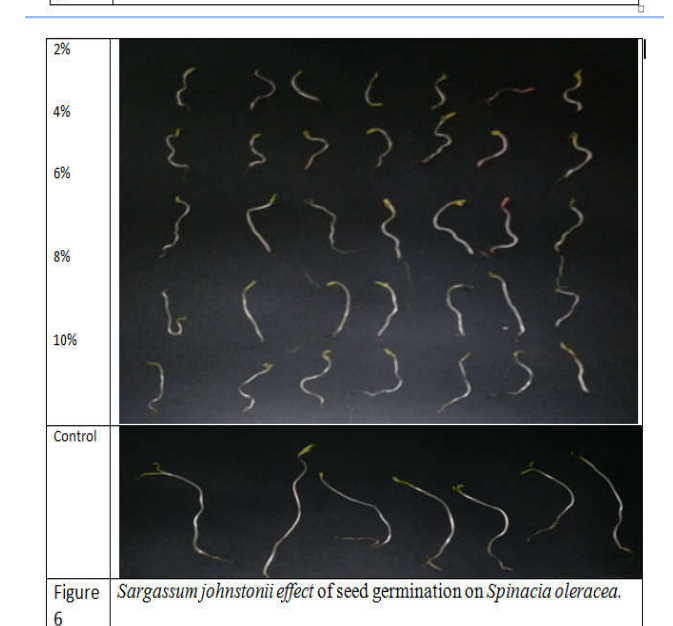 2%
4%
6%
8%
10%
Control
Figure
6
Sargassum johnstonii effect of seed germination on Spinacia oleracea.